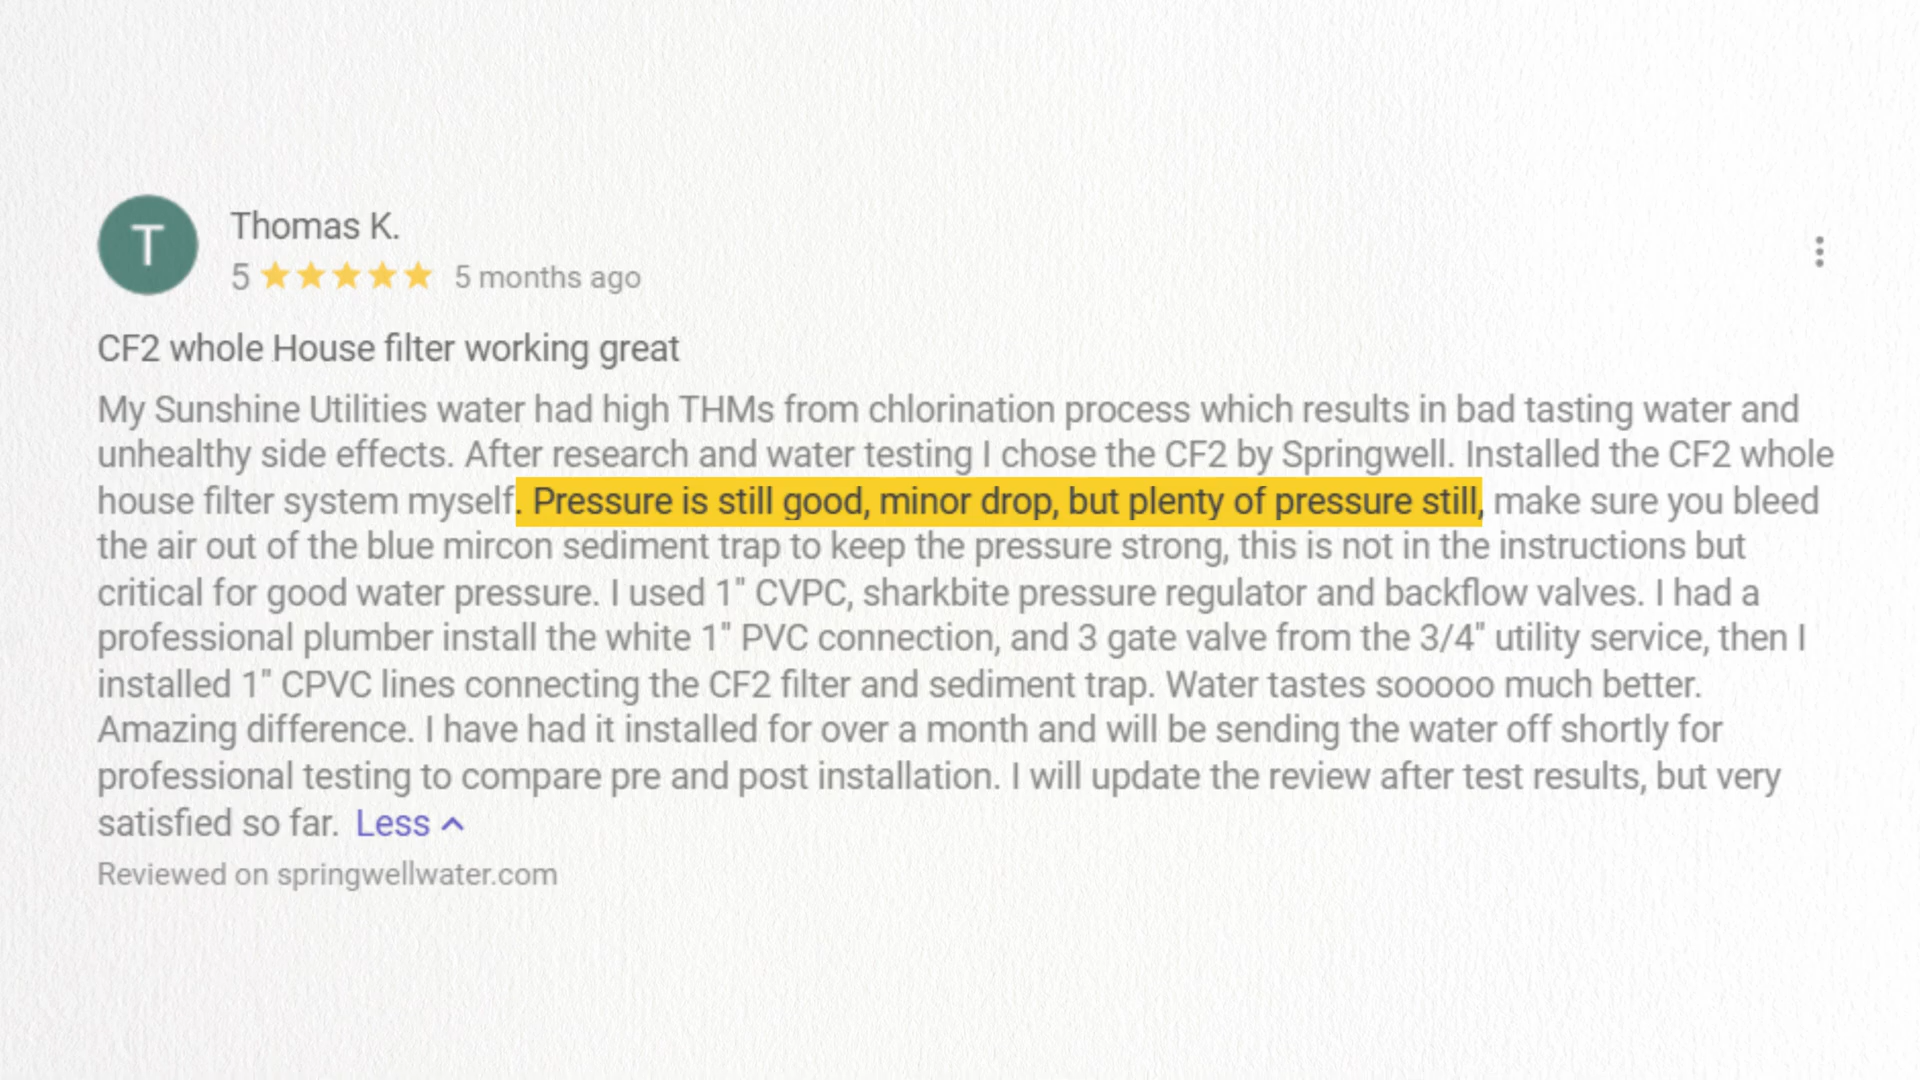 T
Thomas K.
5 ★★★★★ 5 months ago
CF2 whole House filter working great
My Sunshine Utilities water had high THMs from chlorination process which results in bad tasting water and
unhealthy side effects. After research and water testing I chose the CF2 by Springwell. Installed the CF2 whole
house filter system myself. Pressure is still good, minor drop, but plenty of pressure still, make sure you bleed
the air out of the blue mircon sediment trap to keep the pressure strong, this is not in the instructions but
critical for good water pressure. I used 1" CVPC, sharkbite pressure regulator and backflow valves. I had a
professional plumber install the white 1" PVC connection, and 3 gate valve from the 3/4" utility service, then I
installed 1" CPVC lines connecting the CF2 filter and sediment trap. Water tastes sooooo much better.
Amazing difference. I have had it installed for over a month and will be sending the water off shortly for
professional testing to compare pre and post installation. I will update the review after test results, but very
satisfied so far. Less
Reviewed on springwellwater.com